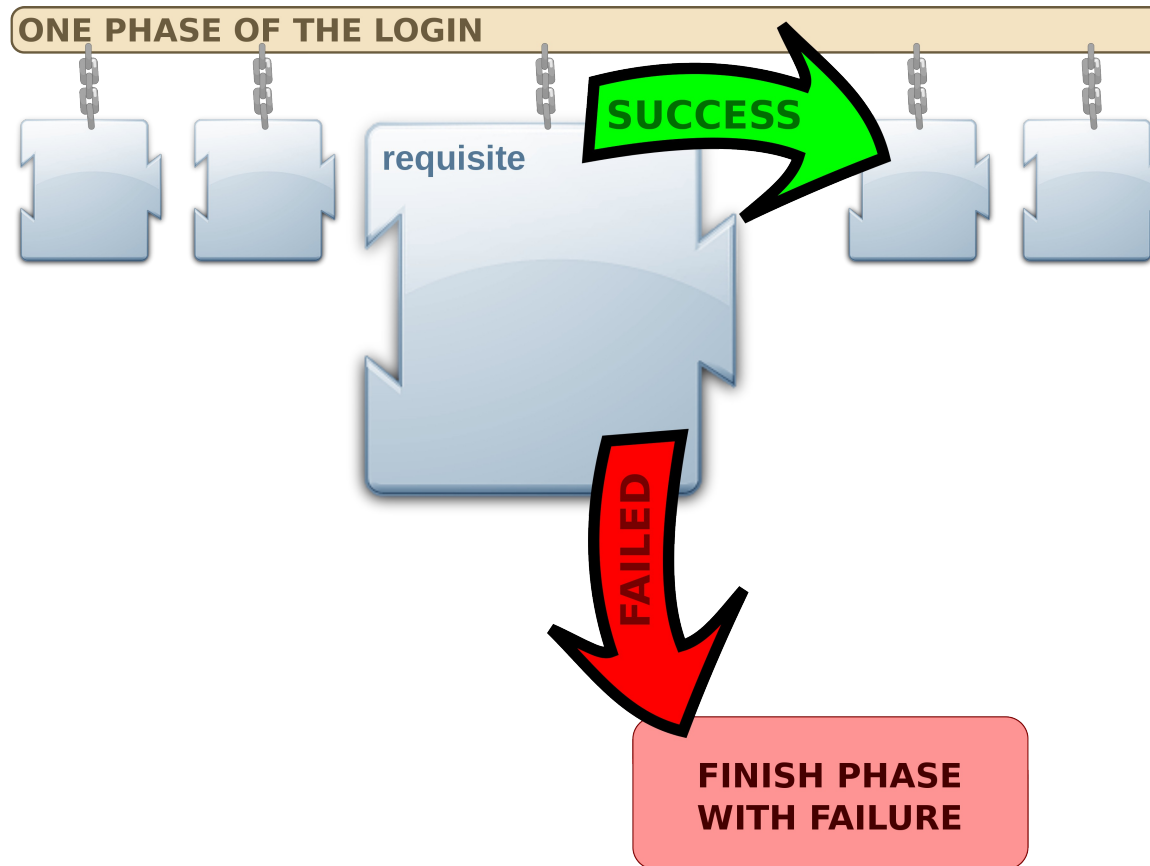 ONE PHASE OF THE LOGIN
SUCCESS
requisite
FAILED
FINISH PHASE
WITH FAILURE